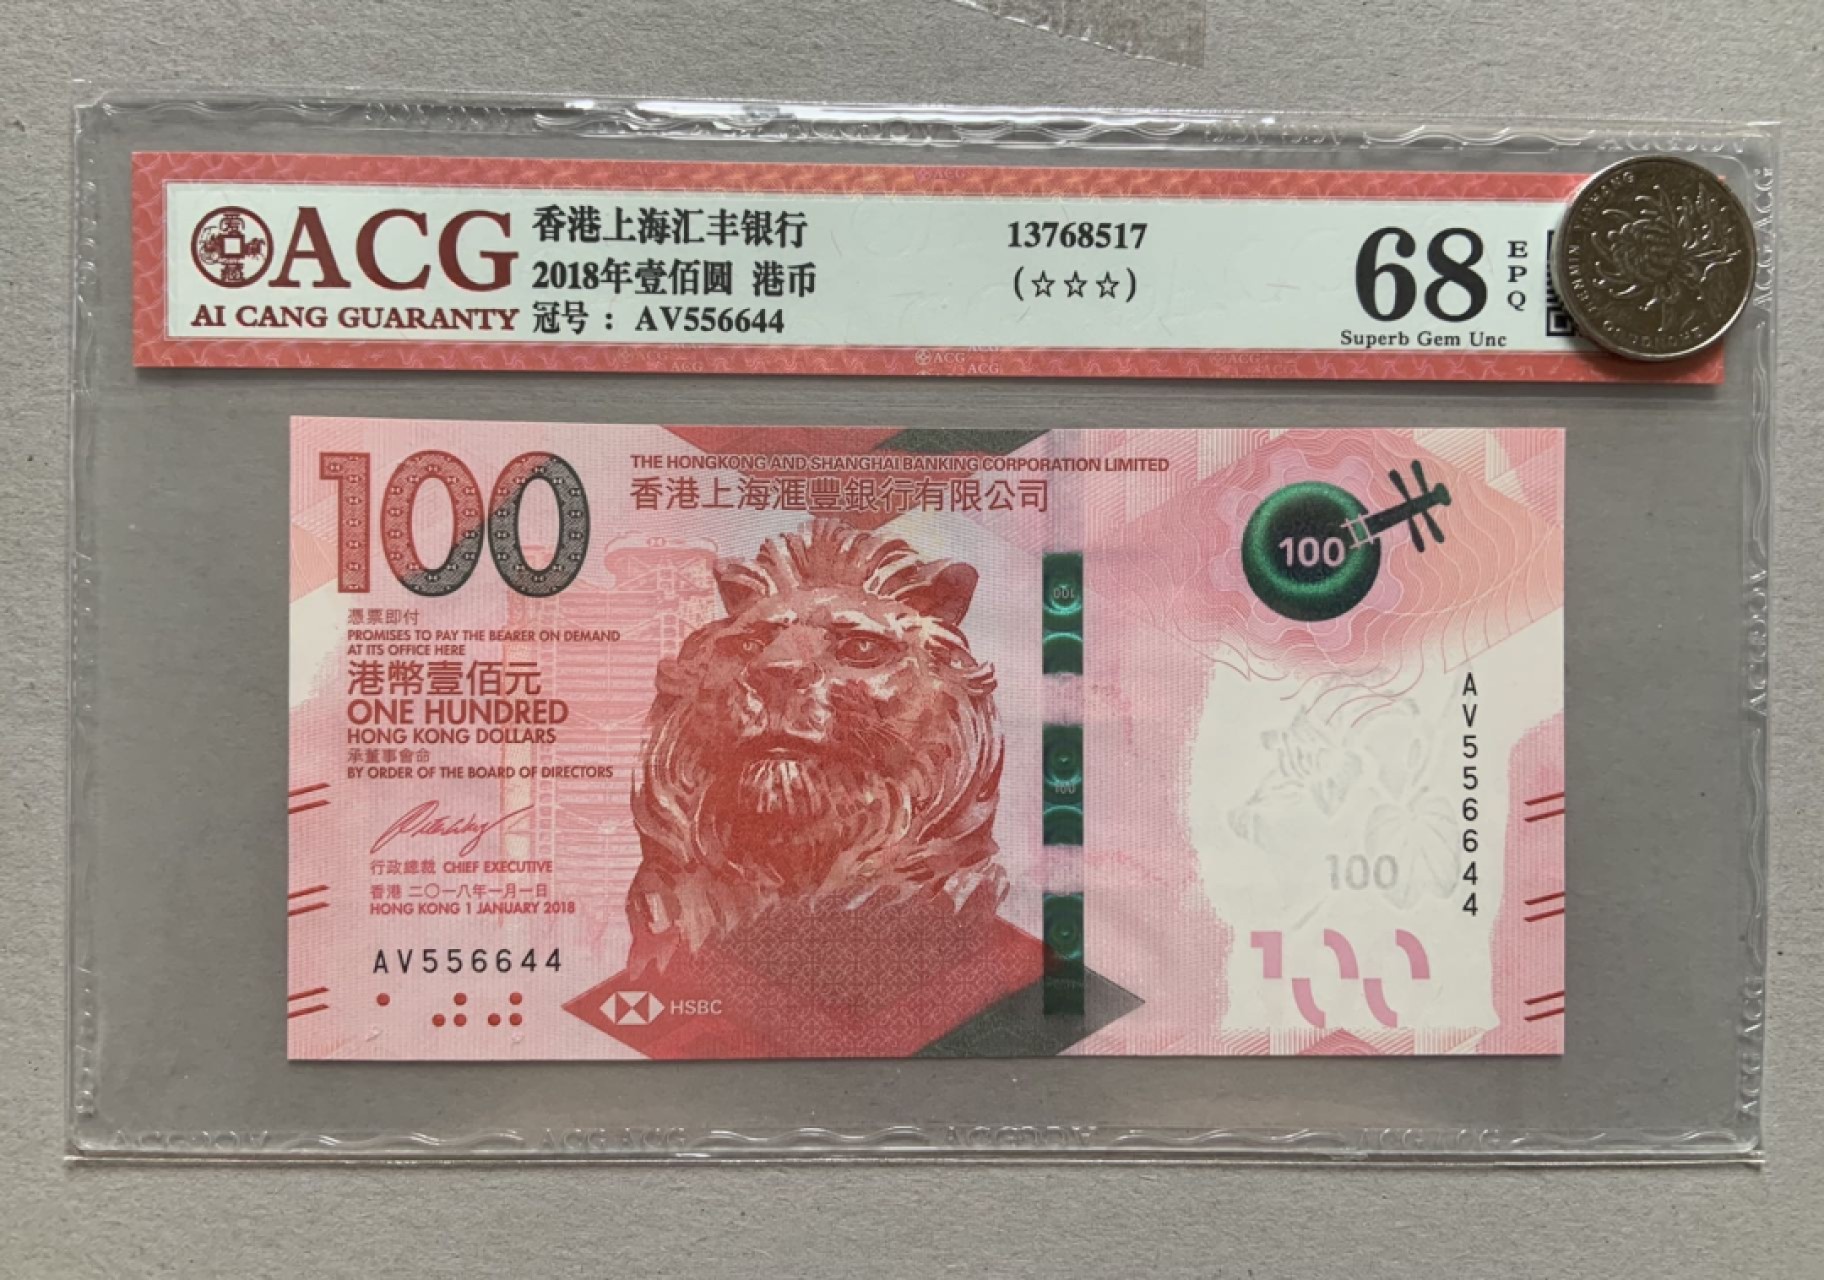 ACG
AI CANG GUARANTY
香港上海汇丰银行
2018年壹佰圆 港币
冠号：AV556644
13768517
(☆☆☆)
68
EPQ
Superb Gem Unc
100
THE HONGKONG AND SHANGHAI BANKING CORPORATION LIMITED
香港上海滙豐銀行有限公司
100
憑票即付
PROMISES TO PAY THE BEARER ON DEMAND
AT ITS OFFICE HERE
港幣壹佰元
ONE HUNDRED
HONG KONG DOLLARS
承董事會命
BY ORDER OF THE BOARD OF DIRECTORS
行政總裁 CHIEF EXECUTIVE
香港 二〇一八年一月一日
HONG KONG 1 JANUARY 2018
AV556644
HSBC
100
100
AV556644
100
100